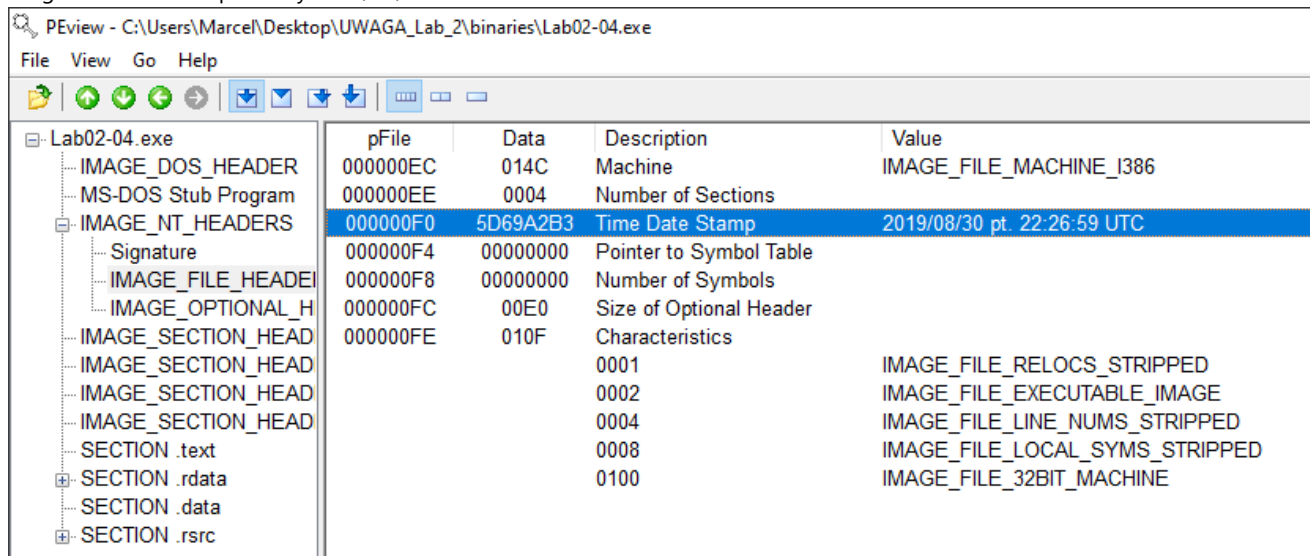 PEview - C:\Users\Marcel\Desktop\UWAGA_Lab_2\binaries\Lab02-04.exe
File View Go Help
Lab02-04.exe
IMAGE_DOS_HEADER
MS-DOS Stub Program
IMAGE_NT_HEADERS
Signature
IMAGE_FILE_HEADE
IMAGE_OPTIONAL_H
IMAGE_SECTION_HEAD
IMAGE_SECTION_HEAD
IMAGE_SECTION_HEAD
IMAGE_SECTION_HEAD
SECTION .text
SECTION .rdata
SECTION .data
SECTION .rsrc
pFile Data Description Value
000000EC 014C Machine IMAGE_FILE_MACHINE_I386
000000EE 0004 Number of Sections
000000F0 5D69A2B3 Time Date Stamp 2019/08/30 pt. 22:26:59 UTC
000000F4 00000000 Pointer to Symbol Table
000000F8 00000000 Number of Symbols
000000FC 00E0 Size of Optional Header
000000FE 010F Characteristics
0001 IMAGE_FILE_RELOCS_STRIPPED
0002 IMAGE_FILE_EXECUTABLE_IMAGE
0004 IMAGE_FILE_LINE_NUMS_STRIPPED
0008 IMAGE_FILE_LOCAL_SYMS_STRIPPED
0100 IMAGE_FILE_32BIT_MACHINE